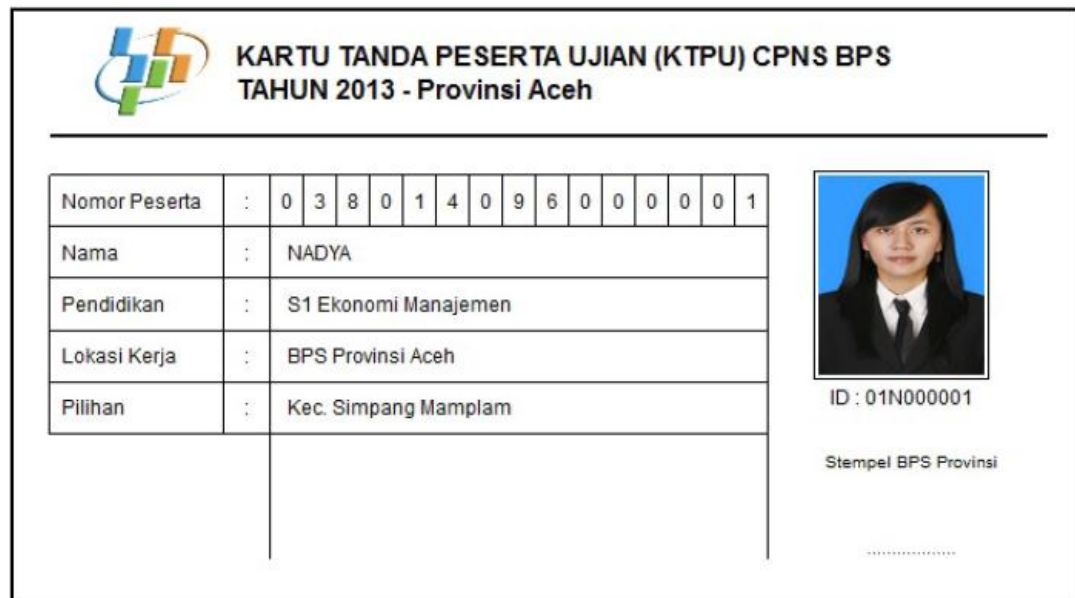 KARTU TANDA PESERTA UJIAN (KTPU) CPNS BPS
TAHUN 2013 - Provinsi Aceh
Nomor Peserta : 0 3 8 0 1 4 0 9 6 0 0 0 0 0 1
Nama : NADYA
Pendidikan : S1 Ekonomi Manajemen
Lokasi Kerja : BPS Provinsi Aceh
Pilihan : Kec. Simpang Mamplam
ID : 01N000001
Stempel BPS Provinsi
..................